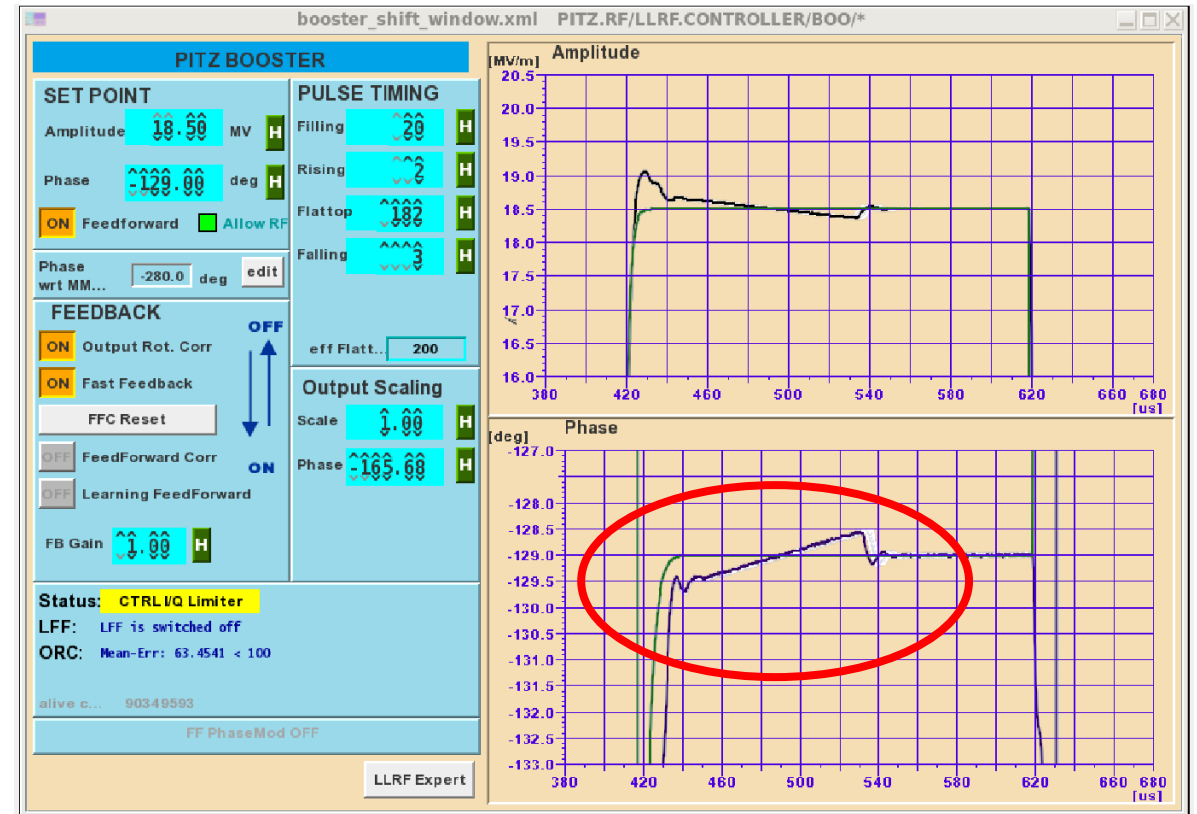 booster_shift_window.xml PITZ.RF/LLRF.CONTROLLER/BOO/*
PITZ BOOSTER
SET POINT
Amplitude 18.50 MV H
Phase -129.00 deg H
ON Feedforward Allow RF
Phase
wrt MM... -280.0 deg edit
FEEDBACK
OFF
ON Output Rot. Corr
ON Fast Feedback
FFC Reset
OFF FeedForward Corr
ON
OFF Learning FeedForward
FB Gain 1.00 H
PULSE TIMING
Filling 20 H
Rising 2 H
Flattop 182 H
Falling 3 H
eff Flatt... 200
Output Scaling
Scale 1.00 H
Phase -165.68 H
Status: CTRL I/Q Limiter
LFF: LFF is switched off
ORC: Mean-Err: 63.4541 < 100
alive c... 90349593
FF PhaseMod OFF
LLRF Expert
[MV/m] Amplitude
20.5
20.0
19.5
19.0
18.5
18.0
17.5
17.0
16.5
16.0
380 420 460 500 540 580 620 660 680
[us]
[deg] Phase
-127.0
-128.0
-128.5
-129.0
-129.5
-130.0
-130.5
-131.0
-131.5
-132.0
-132.5
-133.0
380 420 460 500 540 580 620 660 680
[us]